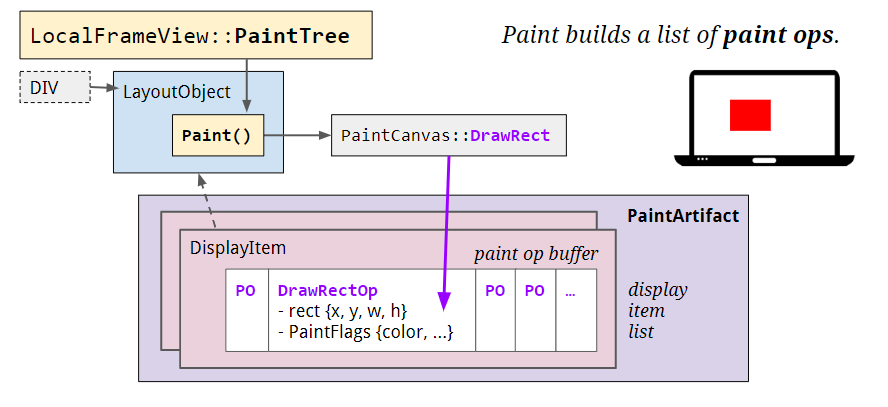 LocalFrameView::PaintTree
Paint builds a list of paint ops.
DIV
LayoutObject
Paint()
PaintCanvas::DrawRect
PaintArtifact
DisplayItem
paint op buffer
PO
DrawRectOp
- rect {x, y, w, h}
- PaintFlags {color, ...}
PO
PO
…
display
item
list